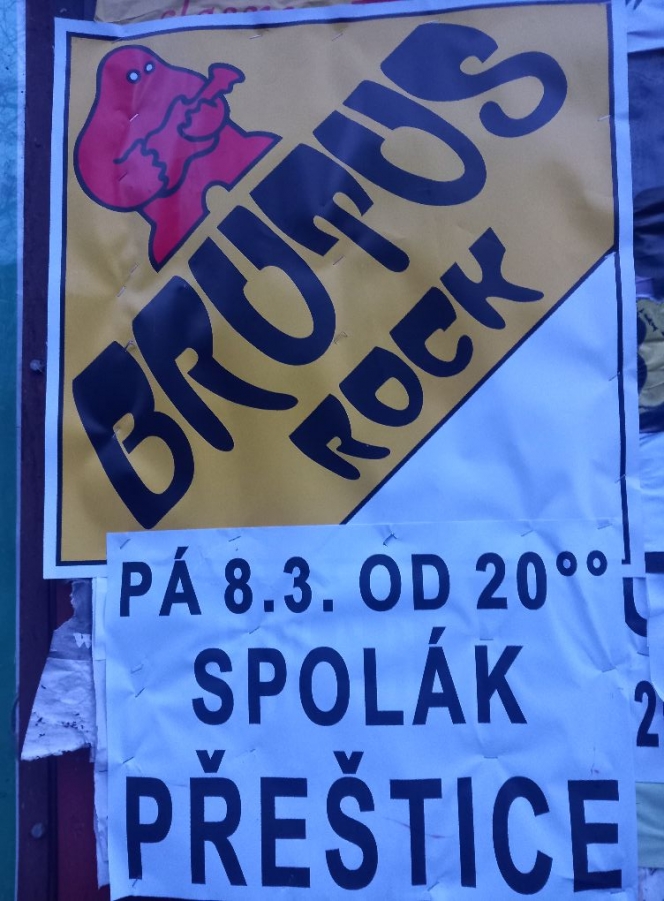 BRUTUS
ROCK
PÁ 8.3. OD 20°°
SPOLÁK
PŘEŠTICE